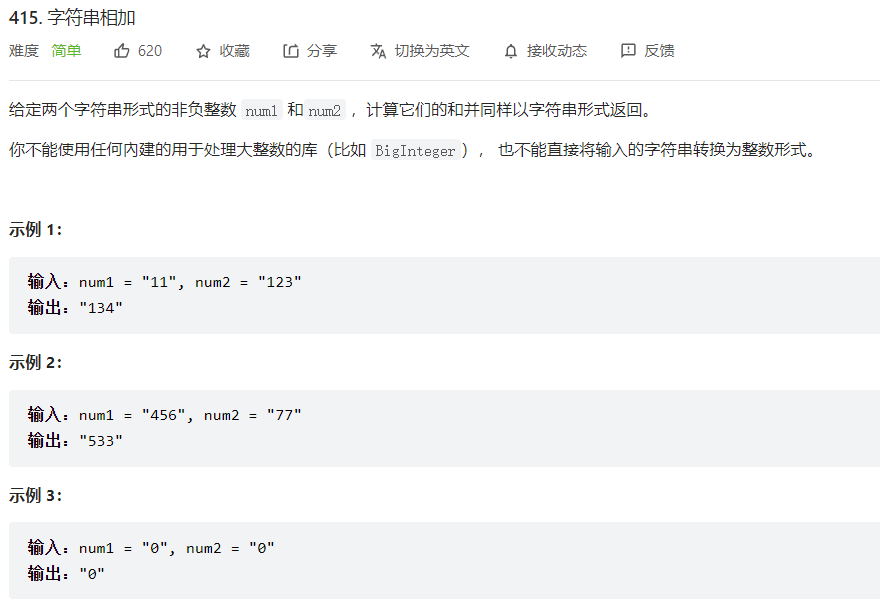 415. 字符串相加
难度 简单 620 收藏 分享 切换为英文 接收动态 反馈
给定两个字符串形式的非负整数 num1 和 num2 ，计算它们的和并同样以字符串形式返回。
你不能使用任何內建的用于处理大整数的库（比如 BigInteger）， 也不能直接将输入的字符串转换为整数形式。
示例 1：
输入：num1 = "11", num2 = "123"
输出："134"
示例 2：
输入：num1 = "456", num2 = "77"
输出："533"
示例 3：
输入：num1 = "0", num2 = "0"
输出："0"